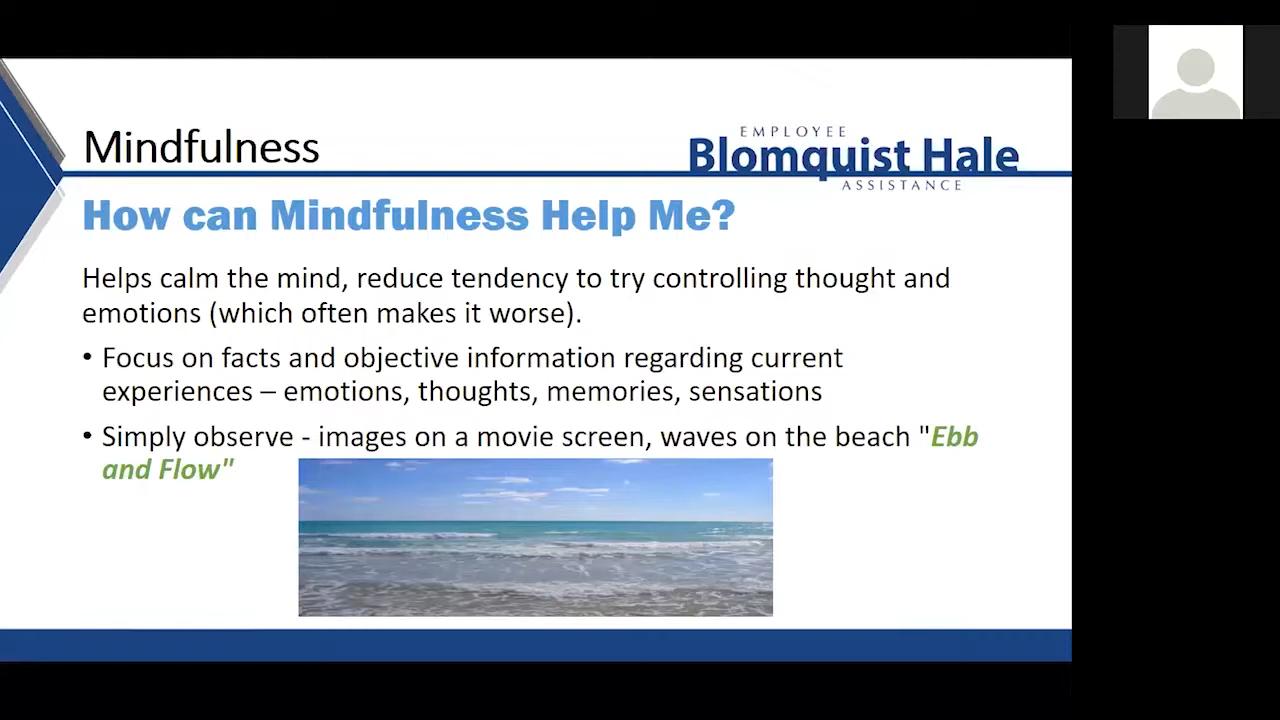 Mindfulness
EMPLOYEE
Blomquist Hale
ASSISTANCE
How can Mindfulness Help Me?
Helps calm the mind, reduce tendency to try controlling thought and
emotions (which often makes it worse).
• Focus on facts and objective information regarding current
experiences – emotions, thoughts, memories, sensations
• Simply observe - images on a movie screen, waves on the beach "Ebb
and Flow"